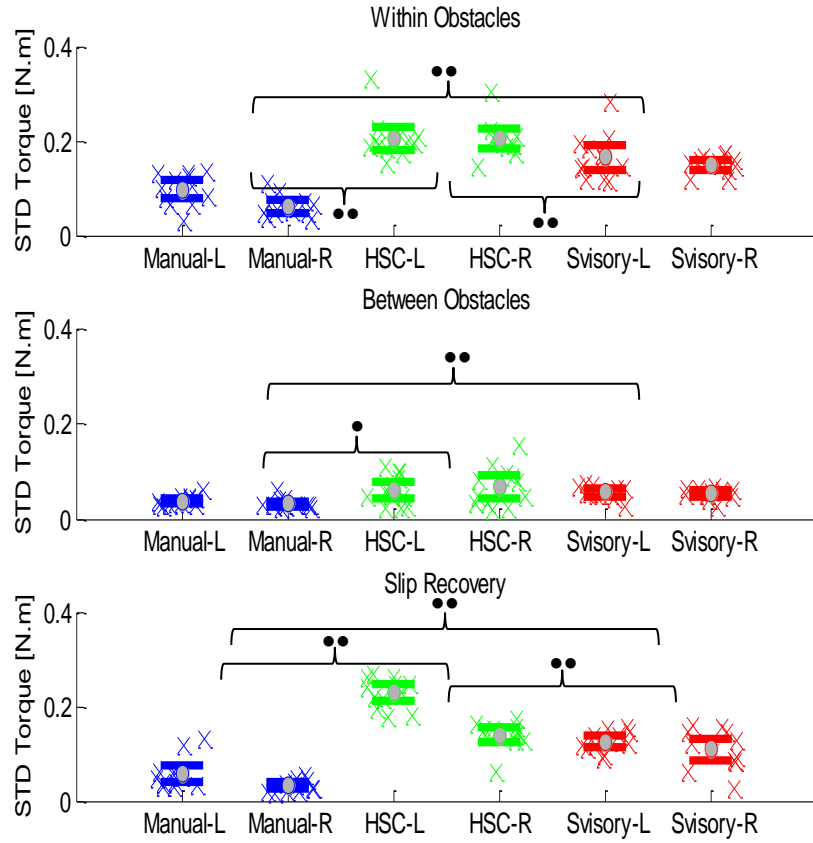 Within Obstacles
STD Torque [N.m]
0.4
0.2
0
Manual-L Manual-R HSC-L HSC-R Svisory-L Svisory-R
Between Obstacles
STD Torque [N.m]
0.4
0.2
0
Manual-L Manual-R HSC-L HSC-R Svisory-L Svisory-R
Slip Recovery
STD Torque [N.m]
0.4
0.2
0
Manual-L Manual-R HSC-L HSC-R Svisory-L Svisory-R